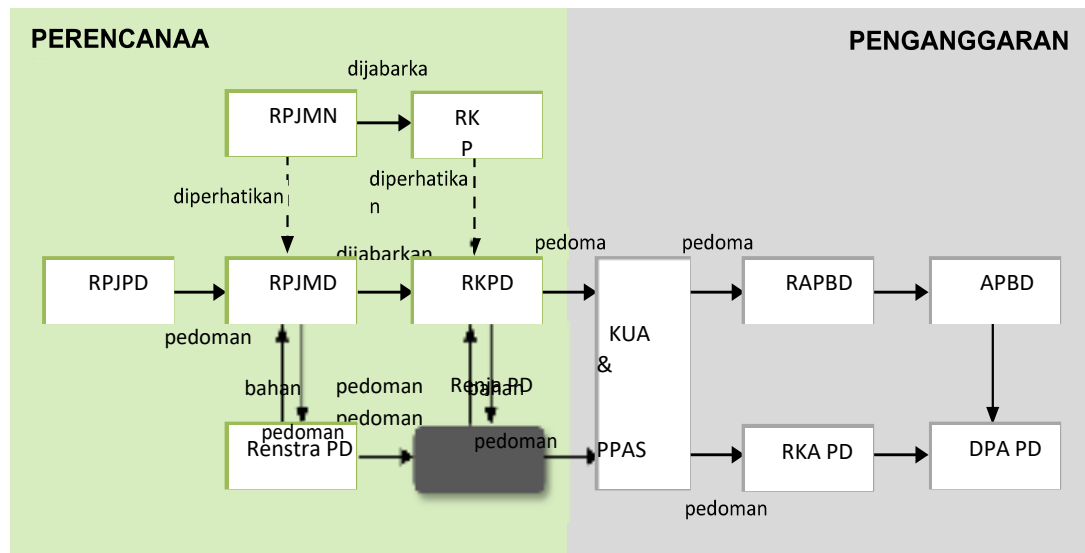 PERENCANAA
PENGANGGARAN
dijabarka
RPJMN
RK
P
diperhatikan
diperhatika
n
dijabarkan
pedoma
pedoma
RPJPD
RPJMD
RKPD
RAPBD
APBD
pedoman
KUA
&
PPAS
bahan
pedoman
Renja PD
bahan
pedoman
pedoman
Renstra PD
pedoman
RKA PD
DPA PD
pedoman